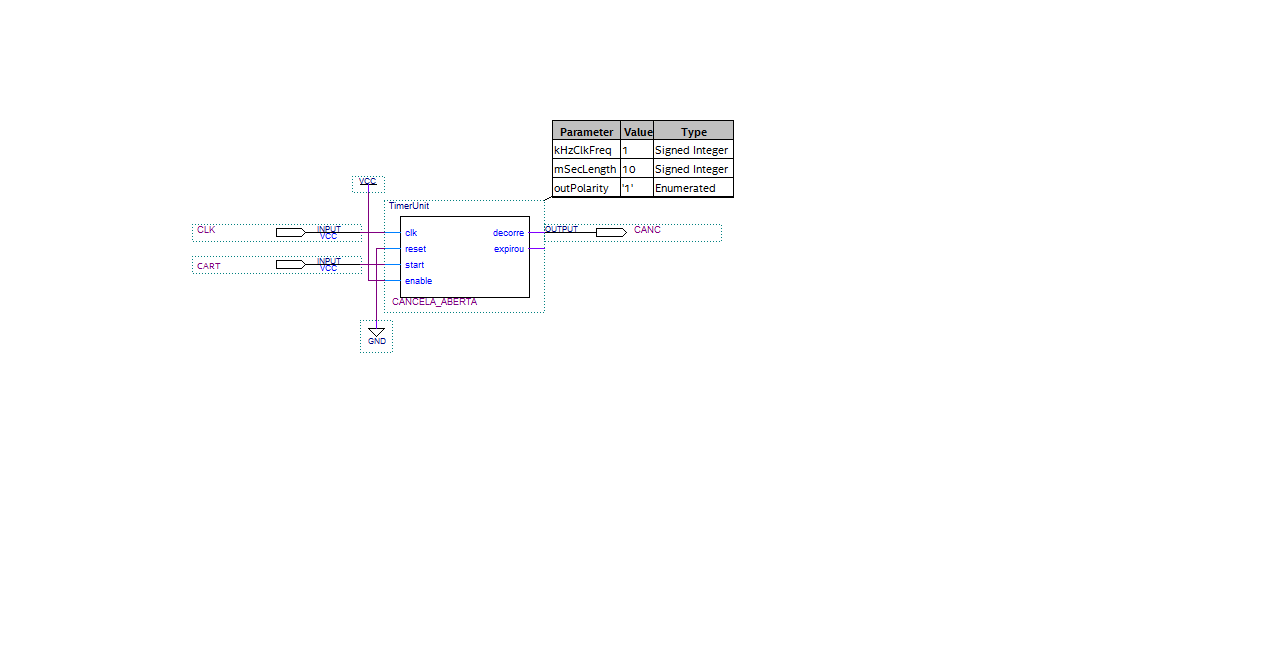 Parameter Value Type
kHzClkFreq 1 Signed Integer
mSecLength 10 Signed Integer
outPolarity '1' Enumerated
VCC
TimerUnit
CLK INPUT
VCC
clk decorre OUTPUT CANC
reset expirou
CART INPUT
VCC
start
enable
CANCELA_ABERTA
GND